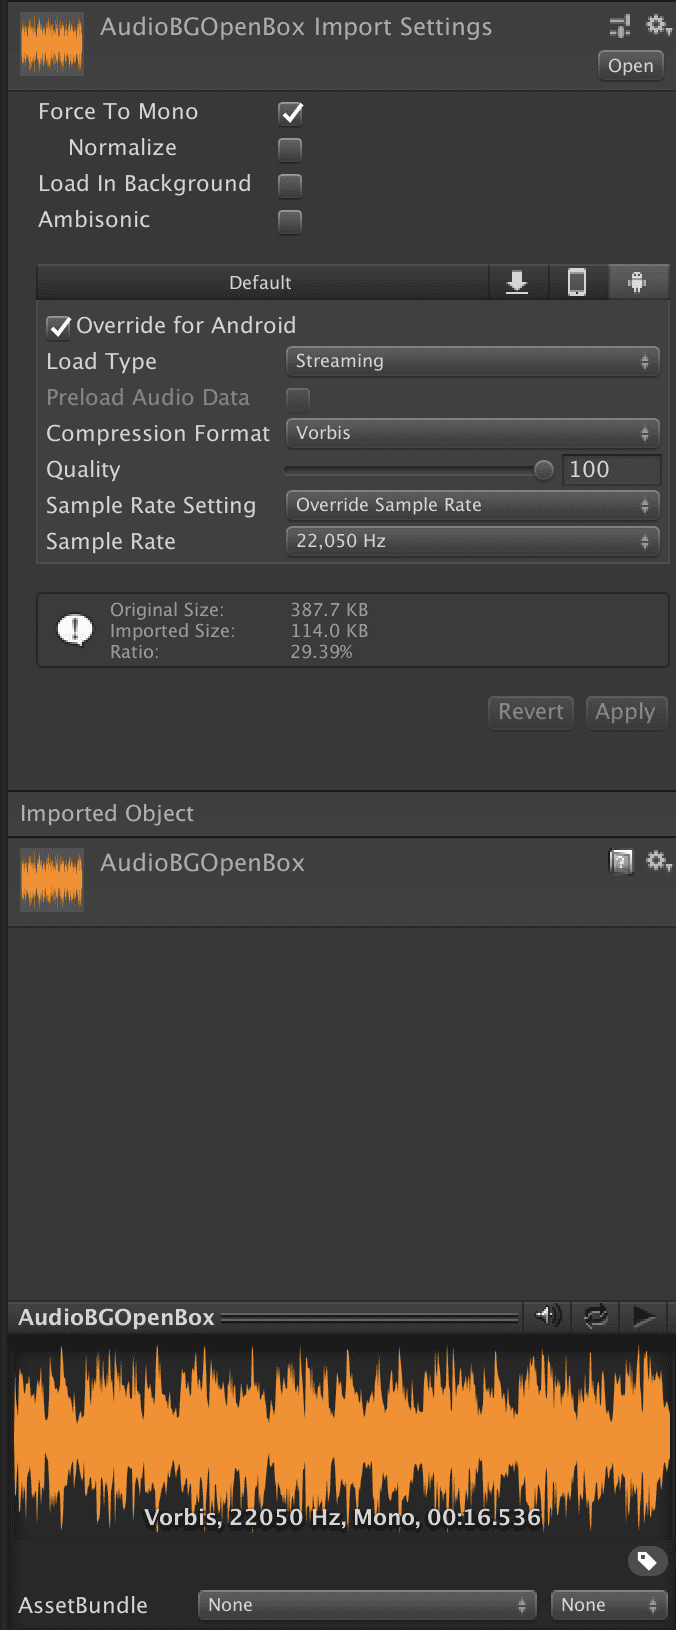 AudioBGOpenBox Import Settings
Open
Force To Mono
Normalize
Load In Background
Ambisonic
Default
Override for Android
Load Type Streaming
Preload Audio Data
Compression Format Vorbis
Quality 100
Sample Rate Setting Override Sample Rate
Sample Rate 22,050 Hz
Original Size: 387.7 KB
Imported Size: 114.0 KB
Ratio: 29.39%
Revert Apply
Imported Object
AudioBGOpenBox
AudioBGOpenBox
Vorbis, 22050 Hz, Mono, 00:16.536
AssetBundle None None